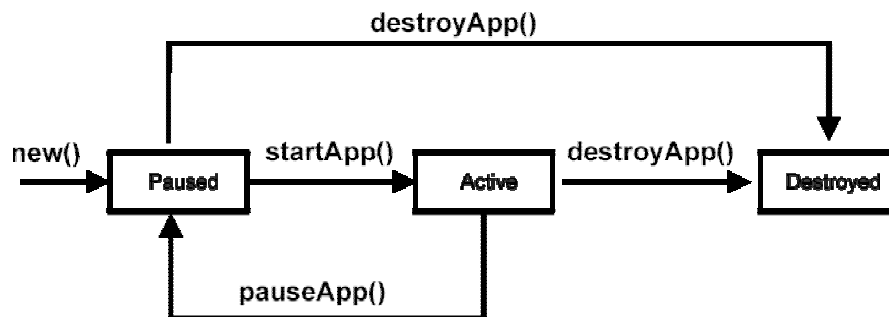 destroyApp()
new()
startApp()
destroyApp()
Paused
Active
Destroyed
pauseApp()